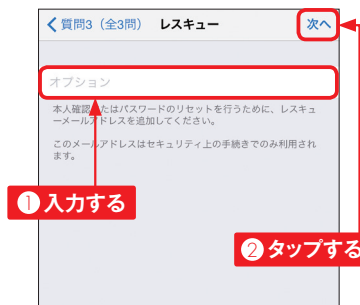 質問3（全3問） レスキュー 次へ
オプション
本人確認またはパスワードのリセットを行うために、レスキュ
ーメールアドレスを追加してください。
このメールアドレスはセキュリティ上の手続きでのみ利用され
ます。
① 入力する
② タップする